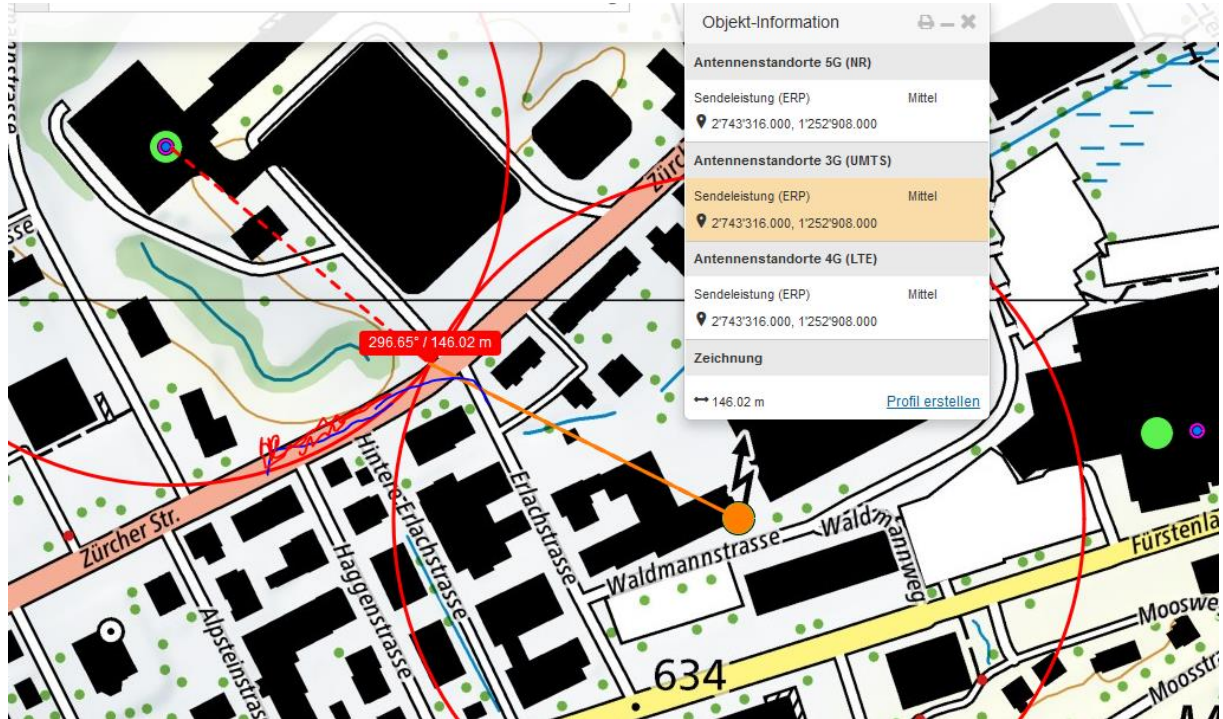 Objekt-Information
Antennenstandorte 5G (NR)
Sendeleistung (ERP) Mittel
2'743'316.000, 1'252'908.000
Antennenstandorte 3G (UMTS)
Sendeleistung (ERP) Mittel
2'743'316.000, 1'252'908.000
Antennenstandorte 4G (LTE)
Sendeleistung (ERP) Mittel
2'743'316.000, 1'252'908.000
Zeichnung
146.02 m Profil erstellen
296.65° / 146.02 m
Zürcher Str.
Hintere-Erlachstrasse
Erlachstrasse
Haggenstrasse
Alpsteinstras
Waldmannstrasse
Waldmannweg
Fürstenla
Mooswe
Moosstra
634